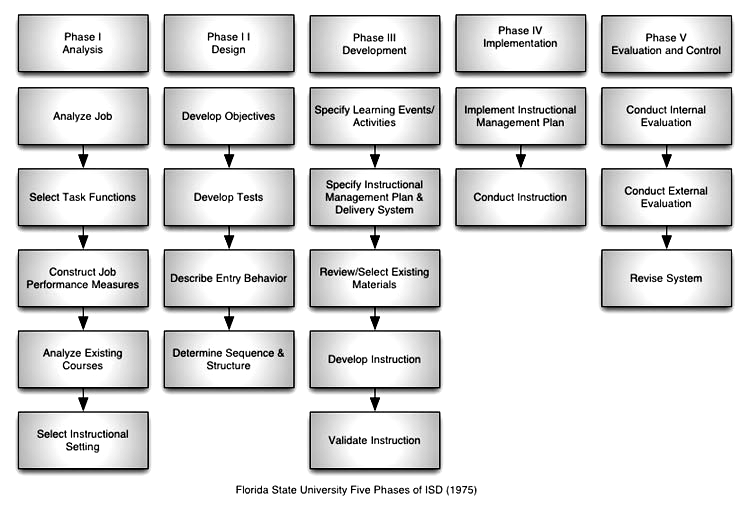 Phase I
Analysis
Phase I I
Design
Phase III
Development
Phase IV
Implementation
Phase V
Evaluation and Control
Analyze Job
Select Task Functions
Construct Job
Performance Measures
Analyze Existing
Courses
Select Instructional
Setting
Develop Objectives
Develop Tests
Describe Entry Behavior
Determine Sequence &
Structure
Specify Learning Events/
Activities
Specify Instructional
Management Plan &
Delivery System
Review/Select Existing
Materials
Develop Instruction
Validate Instruction
Implement Instructional
Management Plan
Conduct Instruction
Conduct Internal
Evaluation
Conduct External
Evaluation
Revise System
Florida State University Five Phases of ISD (1975)